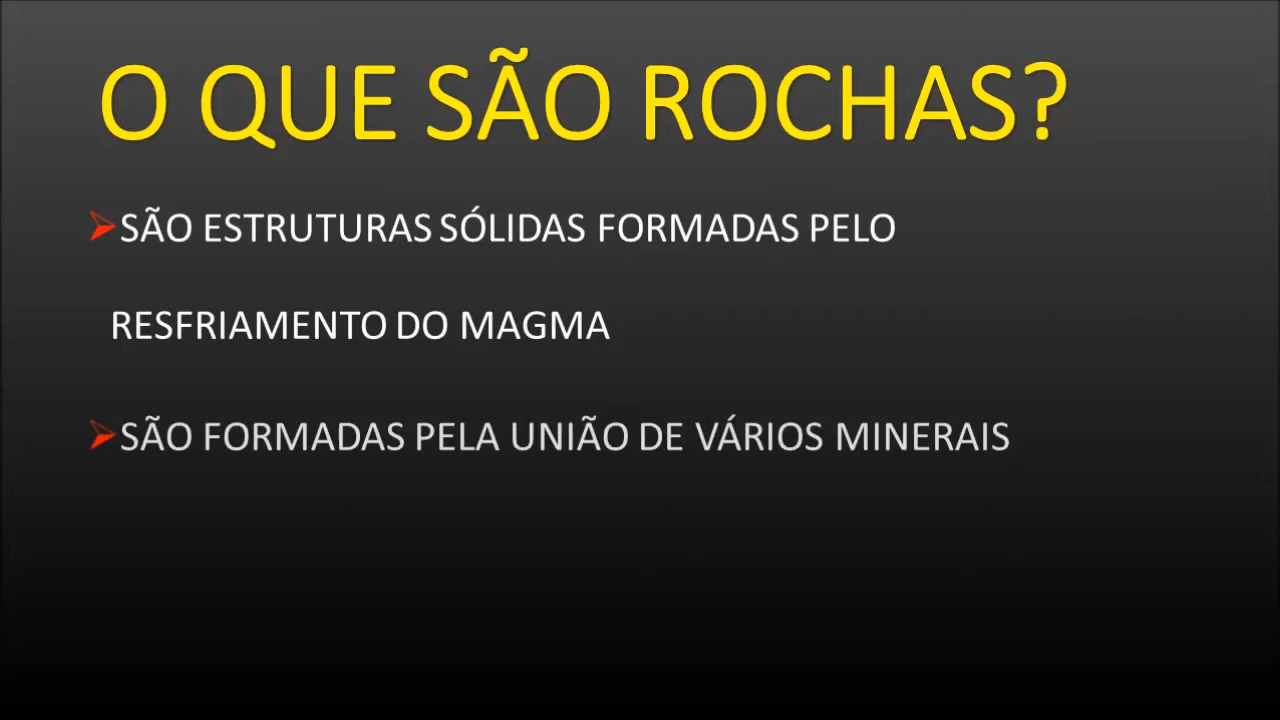 O QUE SÃO ROCHAS?
SÃO ESTRUTURAS SÓLIDAS FORMADAS PELO
RESFRIAMENTO DO MAGMA
SÃO FORMADAS PELA UNIÃO DE VÁRIOS MINERAIS